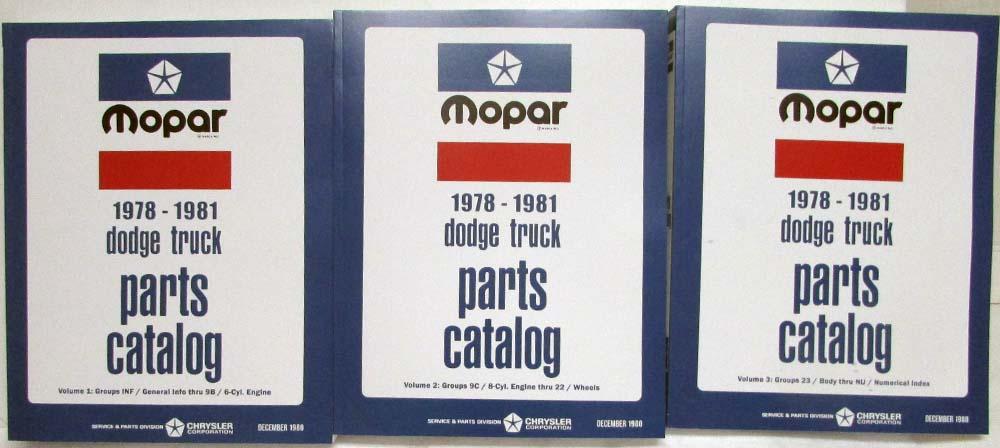 mopar
1978 - 1981
dodge truck
parts
catalog
Volume 1: Groups INF / General Info thru 9B / 6-Cyl. Engine
SERVICE & PARTS DIVISION
CHRYSLER
CORPORATION
DECEMBER 1980
mopar
1978 - 1981
dodge truck
parts
catalog
Volume 2: Groups 9C / 8-Cyl. Engine thru 22 / Wheels
SERVICE & PARTS DIVISION
CHRYSLER
CORPORATION
DECEMBER 1980
mopar
1978 - 1981
dodge truck
parts
catalog
Volume 3: Groups 23 / Body thru NU / Numerical Index
SERVICE & PARTS DIVISION
CHRYSLER
CORPORATION
DECEMBER 1980